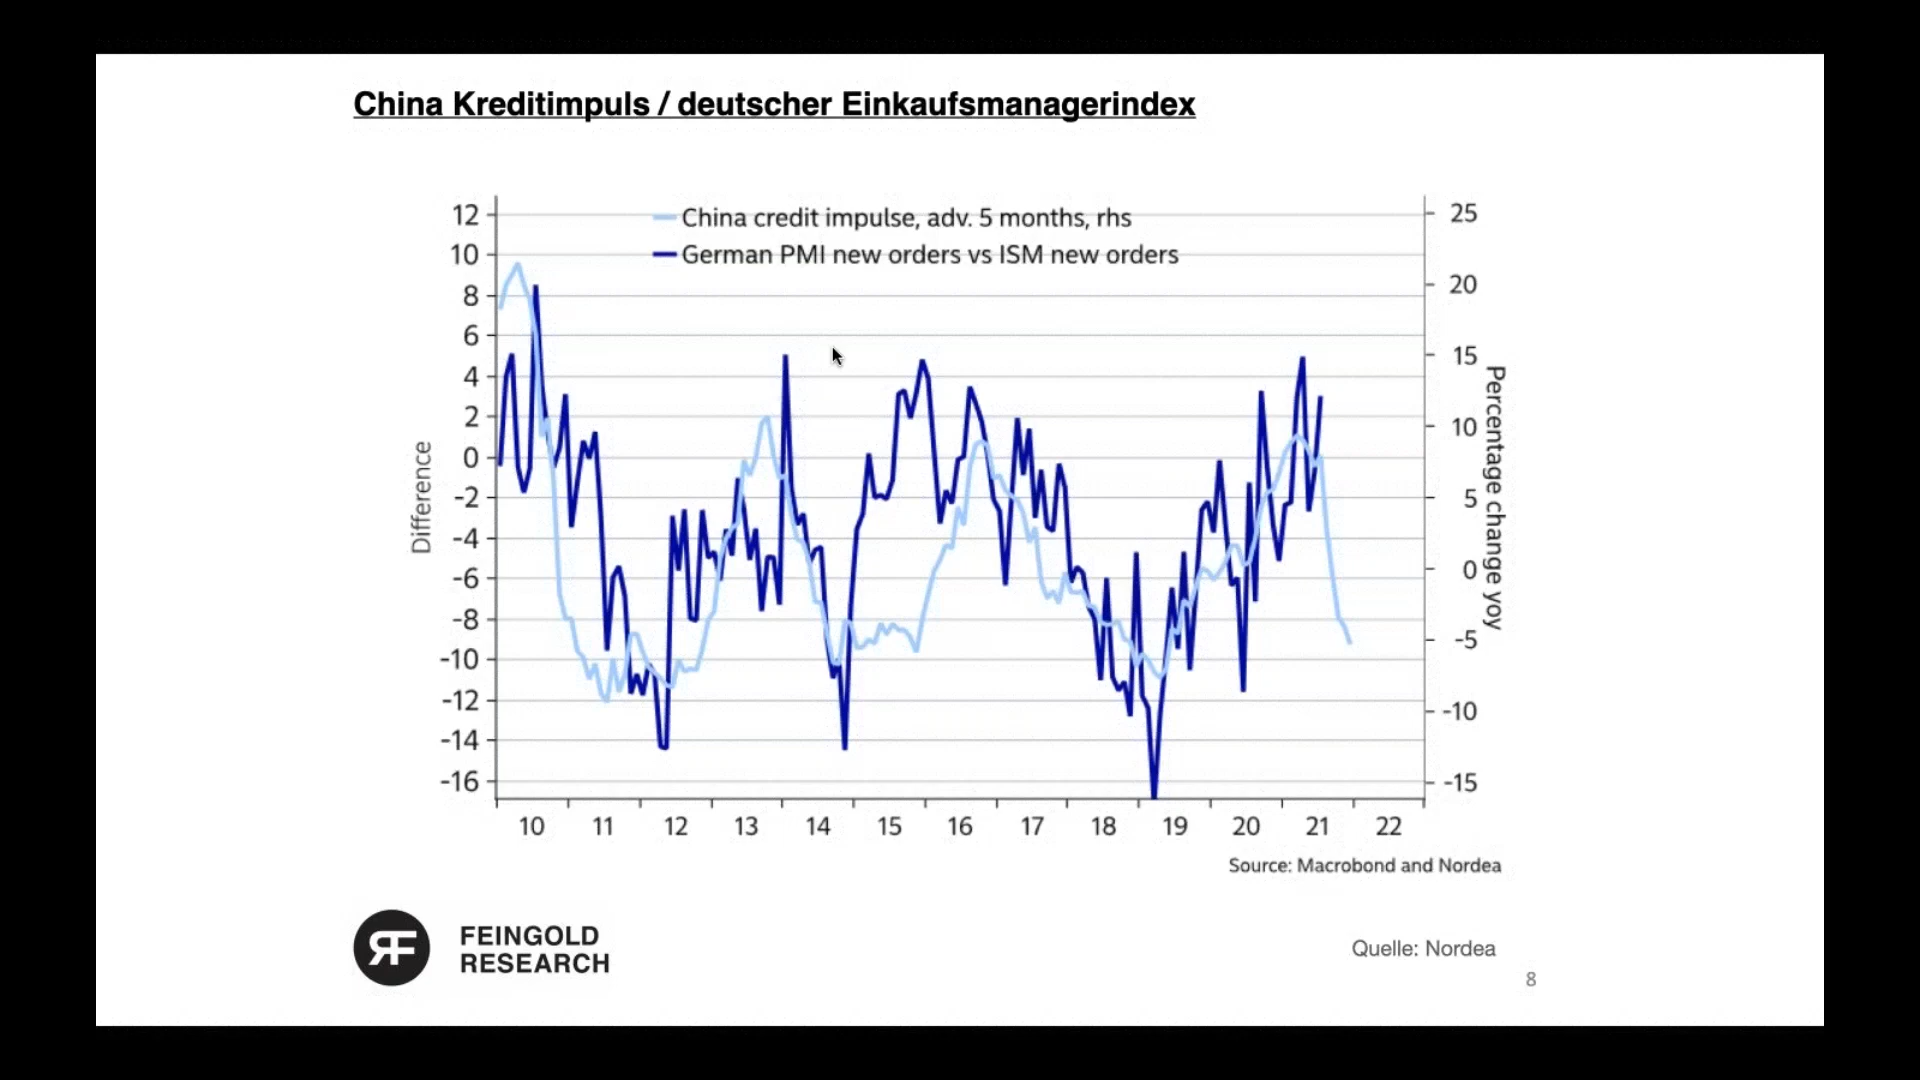 China Kreditimpuls / deutscher Einkaufsmanagerindex
China credit impulse, adv. 5 months, rhs
German PMI new orders vs ISM new orders
12
10
8
6
4
2
0
-2
-4
-6
-8
-10
-12
-14
-16
Difference
25
20
15
10
5
0
-5
-10
-15
Percentage change yoy
10 11 12 13 14 15 16 17 18 19 20 21 22
Source: Macrobond and Nordea
RF
FEINGOLD
RESEARCH
Quelle: Nordea
8